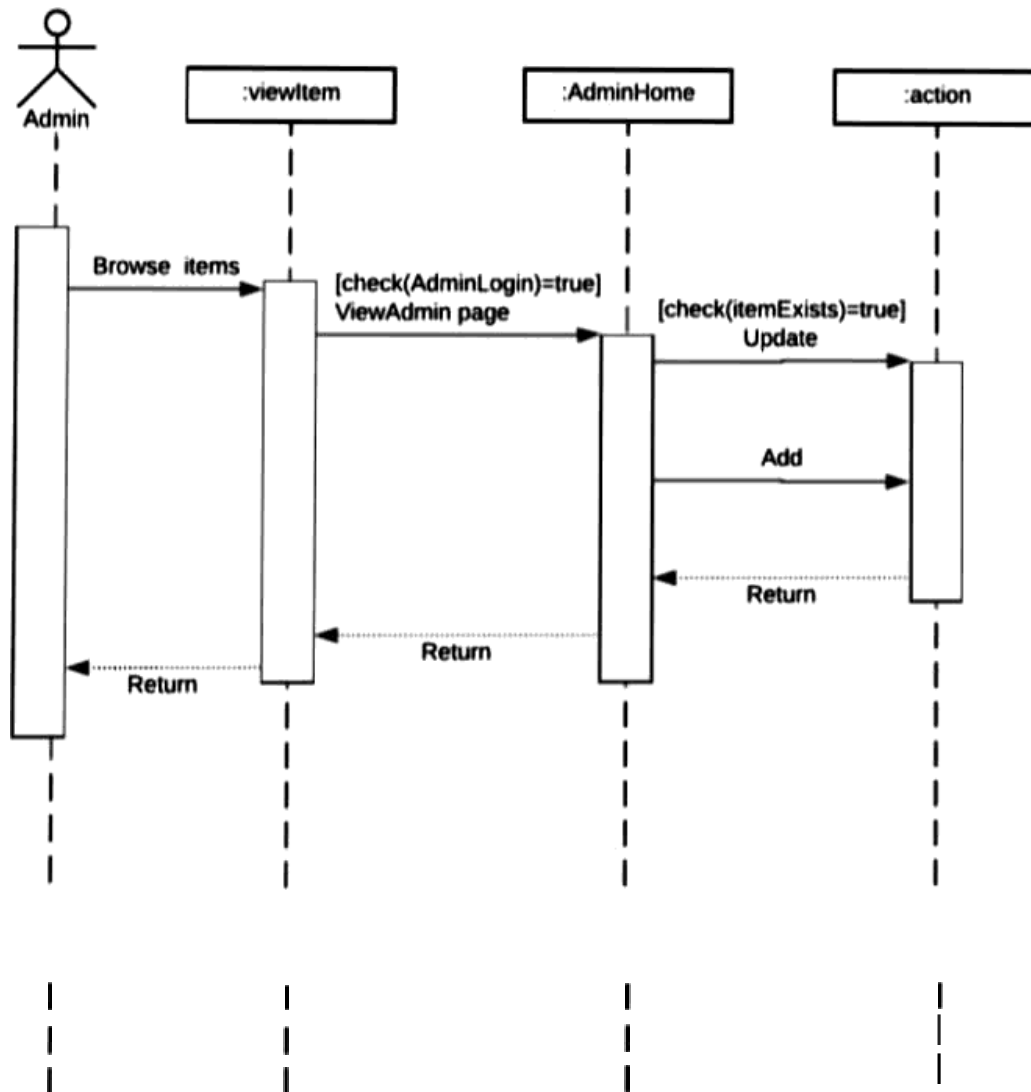 Admin
:viewItem
:AdminHome
:action
Browse items
[check(AdminLogin)=true]
ViewAdmin page
[check(itemExists)=true]
Update
Add
Return
Return
Return